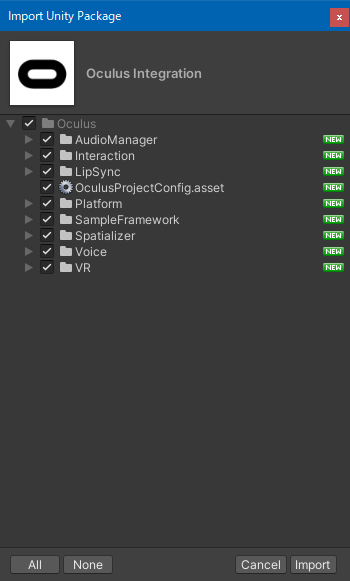 Import Unity Package
x
Oculus Integration
Oculus
AudioManager NEW
Interaction NEW
LipSync NEW
OculusProjectConfig.asset NEW
Platform NEW
SampleFramework NEW
Spatializer NEW
Voice NEW
VR NEW
All None Cancel Import